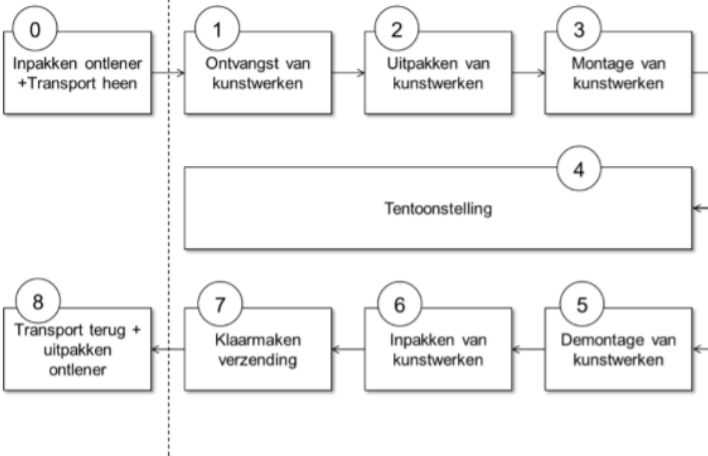 0
Inpakken ontlener
+Transport heen
1
Ontvangst van
kunstwerken
2
Uitpakken van
kunstwerken
3
Montage van
kunstwerken
4
Tentoonstelling
8
Transport terug +
uitpakken
ontlener
7
Klaarmaken
verzending
6
Inpakken van
kunstwerken
5
Demontage van
kunstwerken